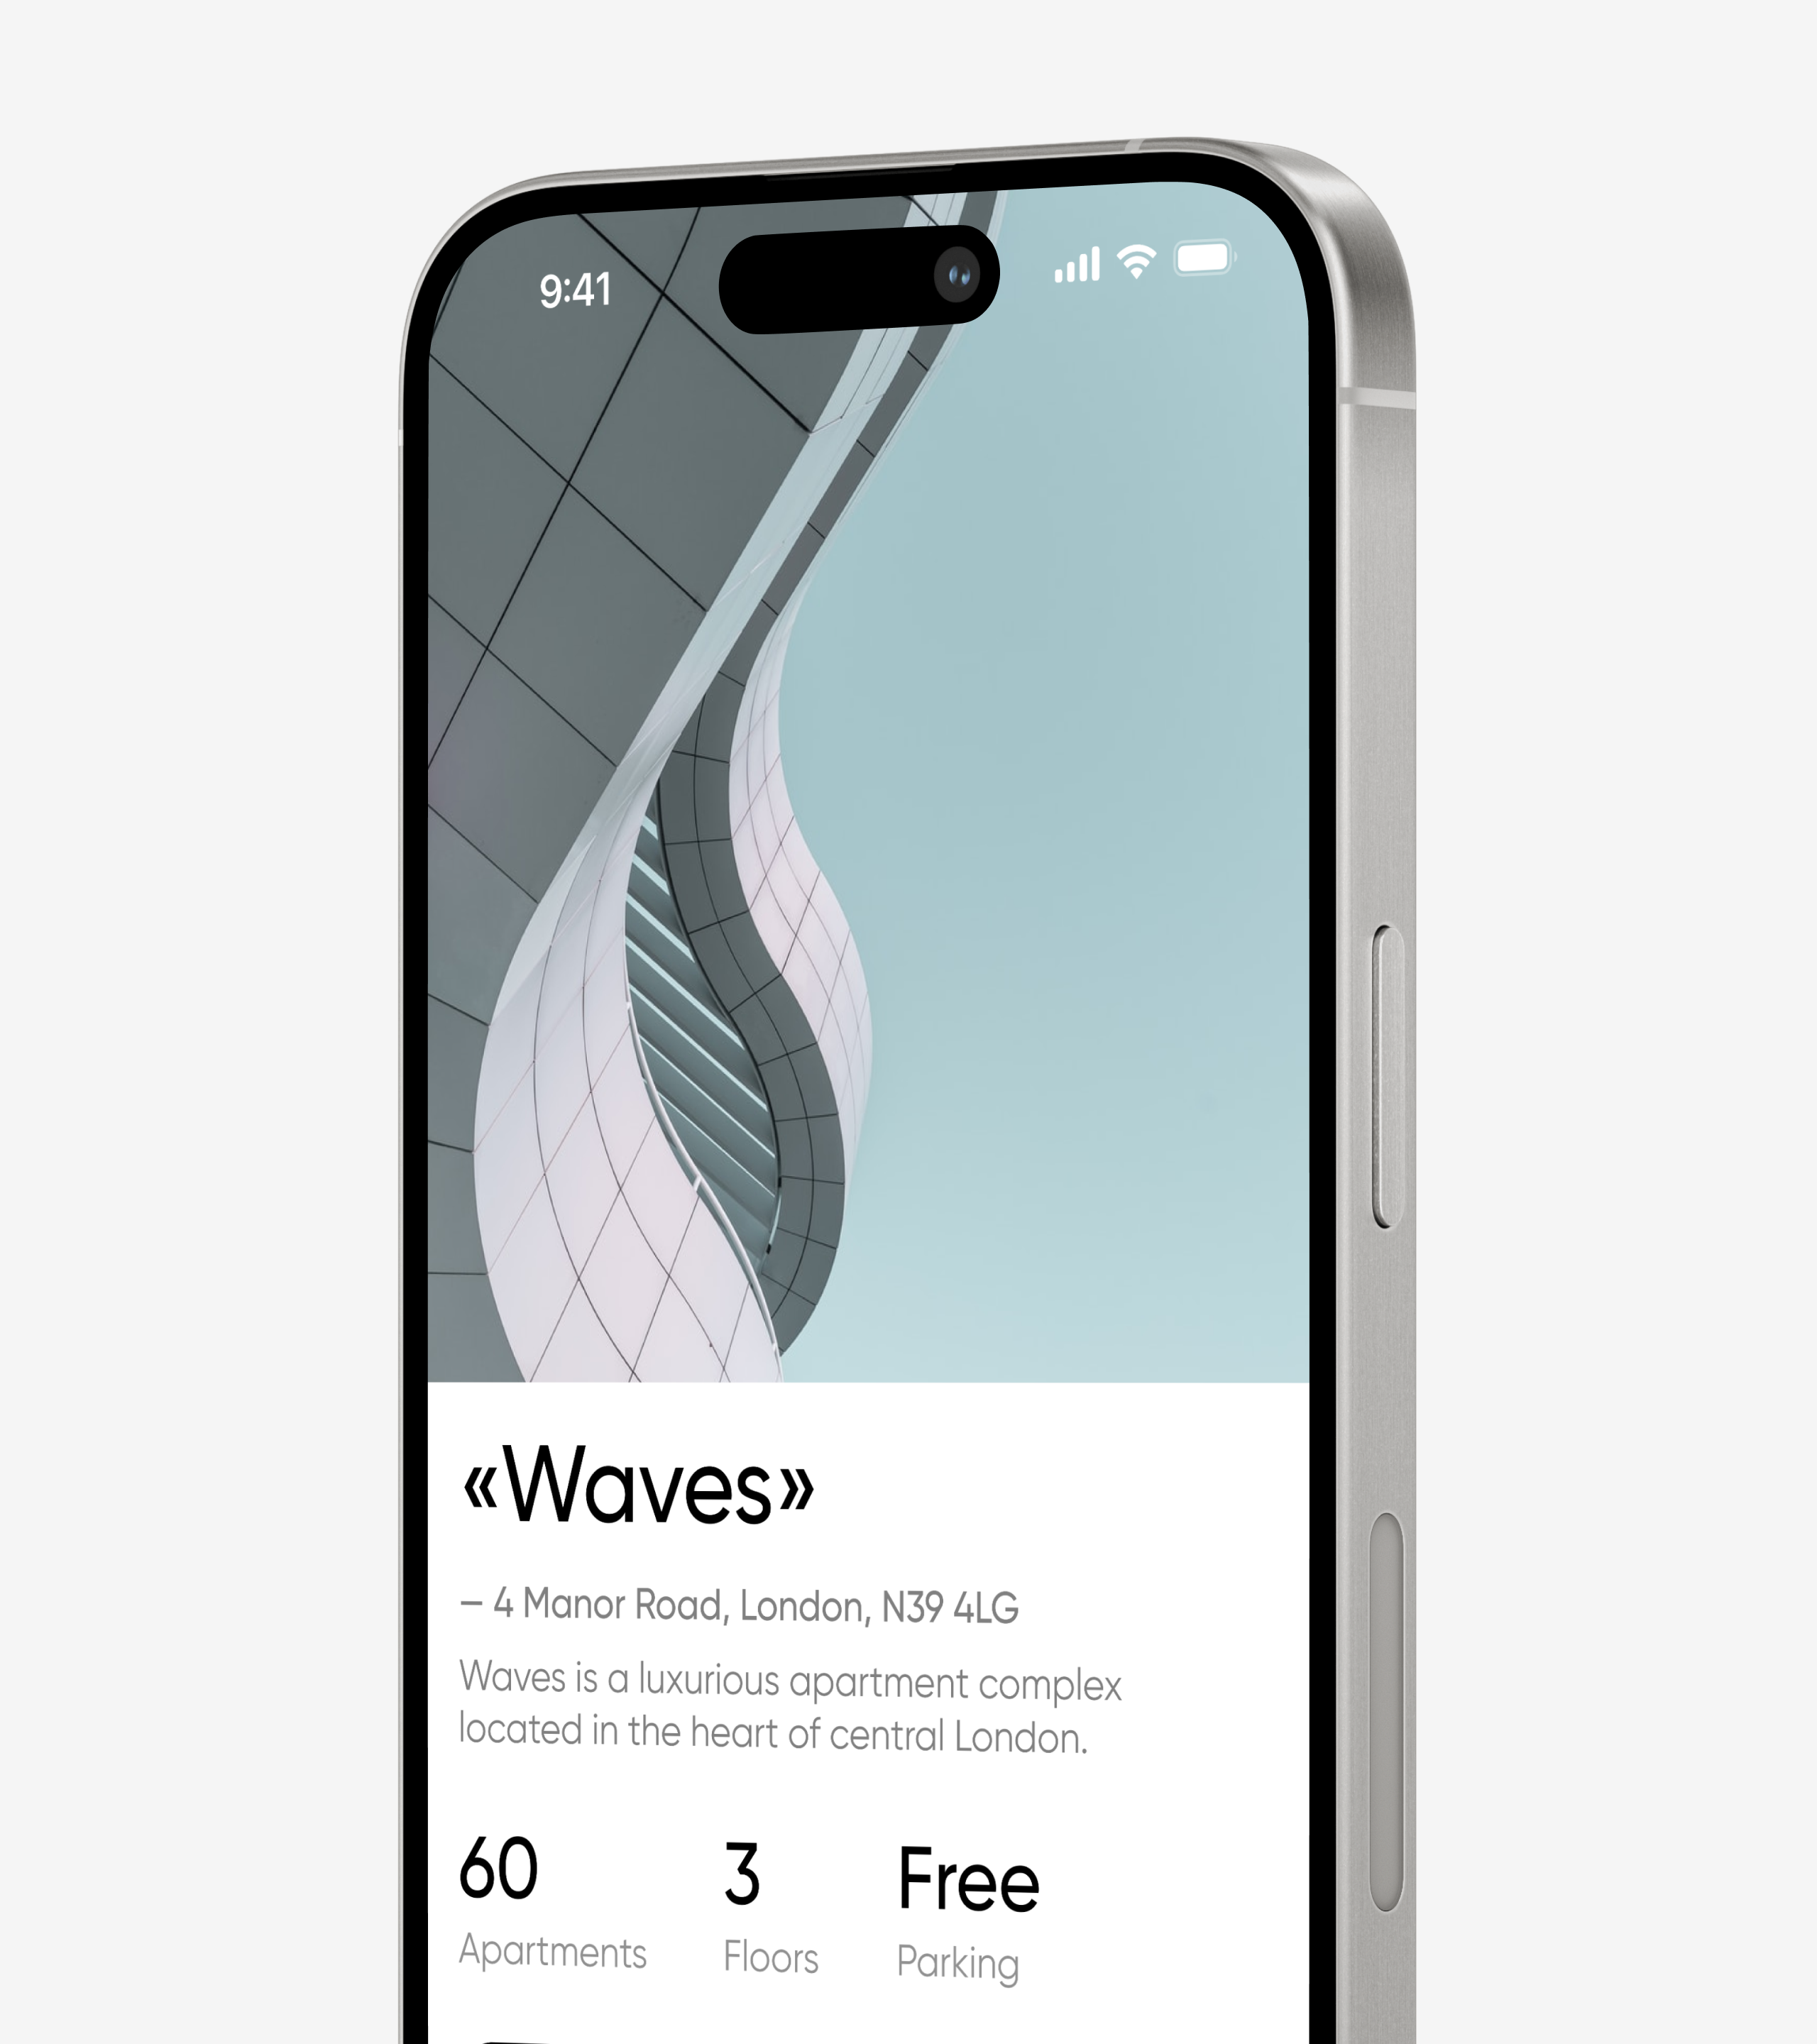 9:41
«Waves»
– 4 Manor Road, London, N39 4LG
Waves is a luxurious apartment complex
located in the heart of central London.
60 3 Free
Apartments Floors Parking